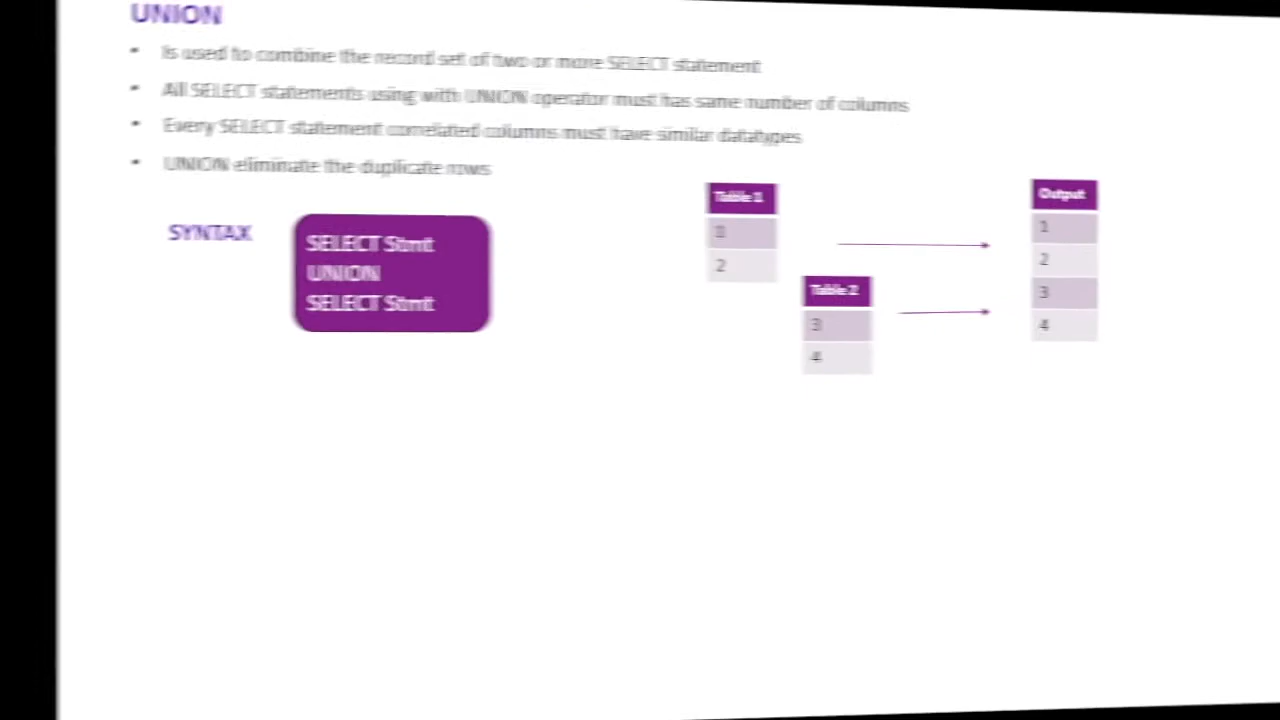 UNION
• Is used to combine the record set of two or more SELECT statement
• All SELECT statements using with UNION operator must has same number of columns
• Every SELECT statement correlated columns must have similar datatypes
• UNION eliminate the duplicate rows
SYNTAX
SELECT Stmt
UNION
SELECT Stmt
Table 1
1
2
Table 2
3
4
Output
1
2
3
4